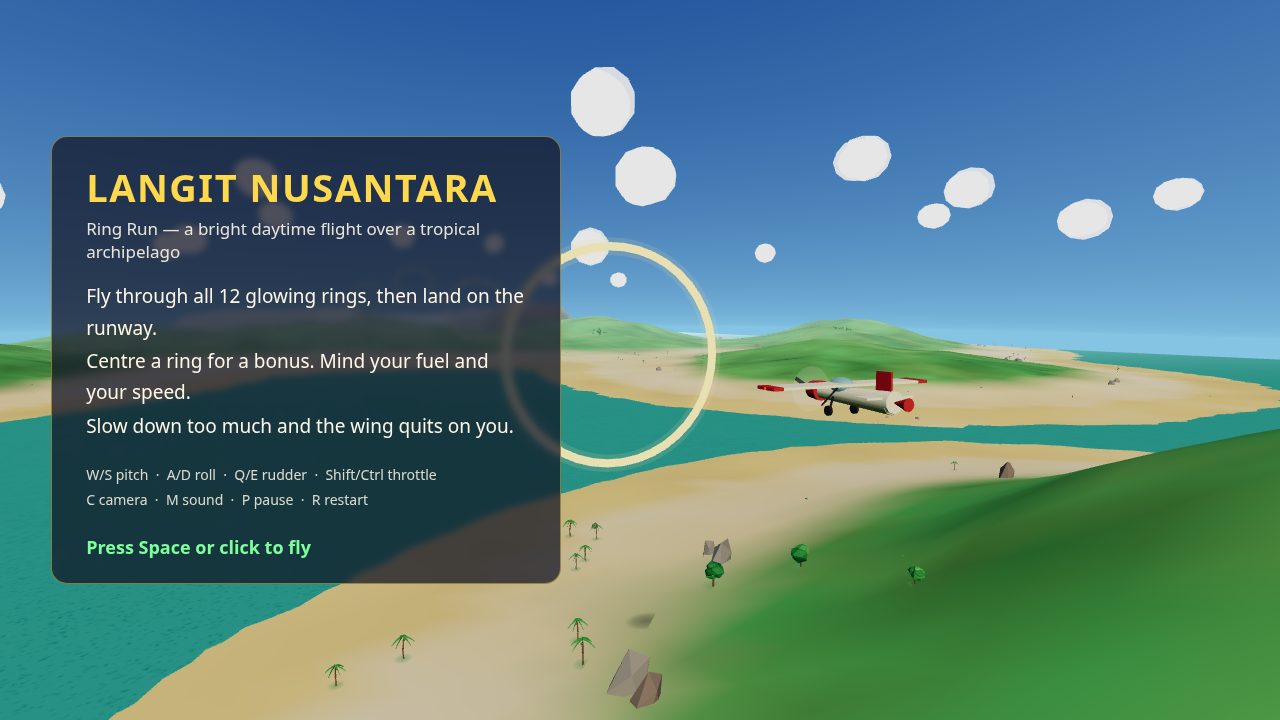 LANGIT NUSANTARA
Ring Run — a bright daytime flight over a tropical
archipelago
Fly through all 12 glowing rings, then land on the
runway.
Centre a ring for a bonus. Mind your fuel and
your speed.
Slow down too much and the wing quits on you.
W/S pitch · A/D roll · Q/E rudder · Shift/Ctrl throttle
C camera · M sound · P pause · R restart
Press Space or click to fly